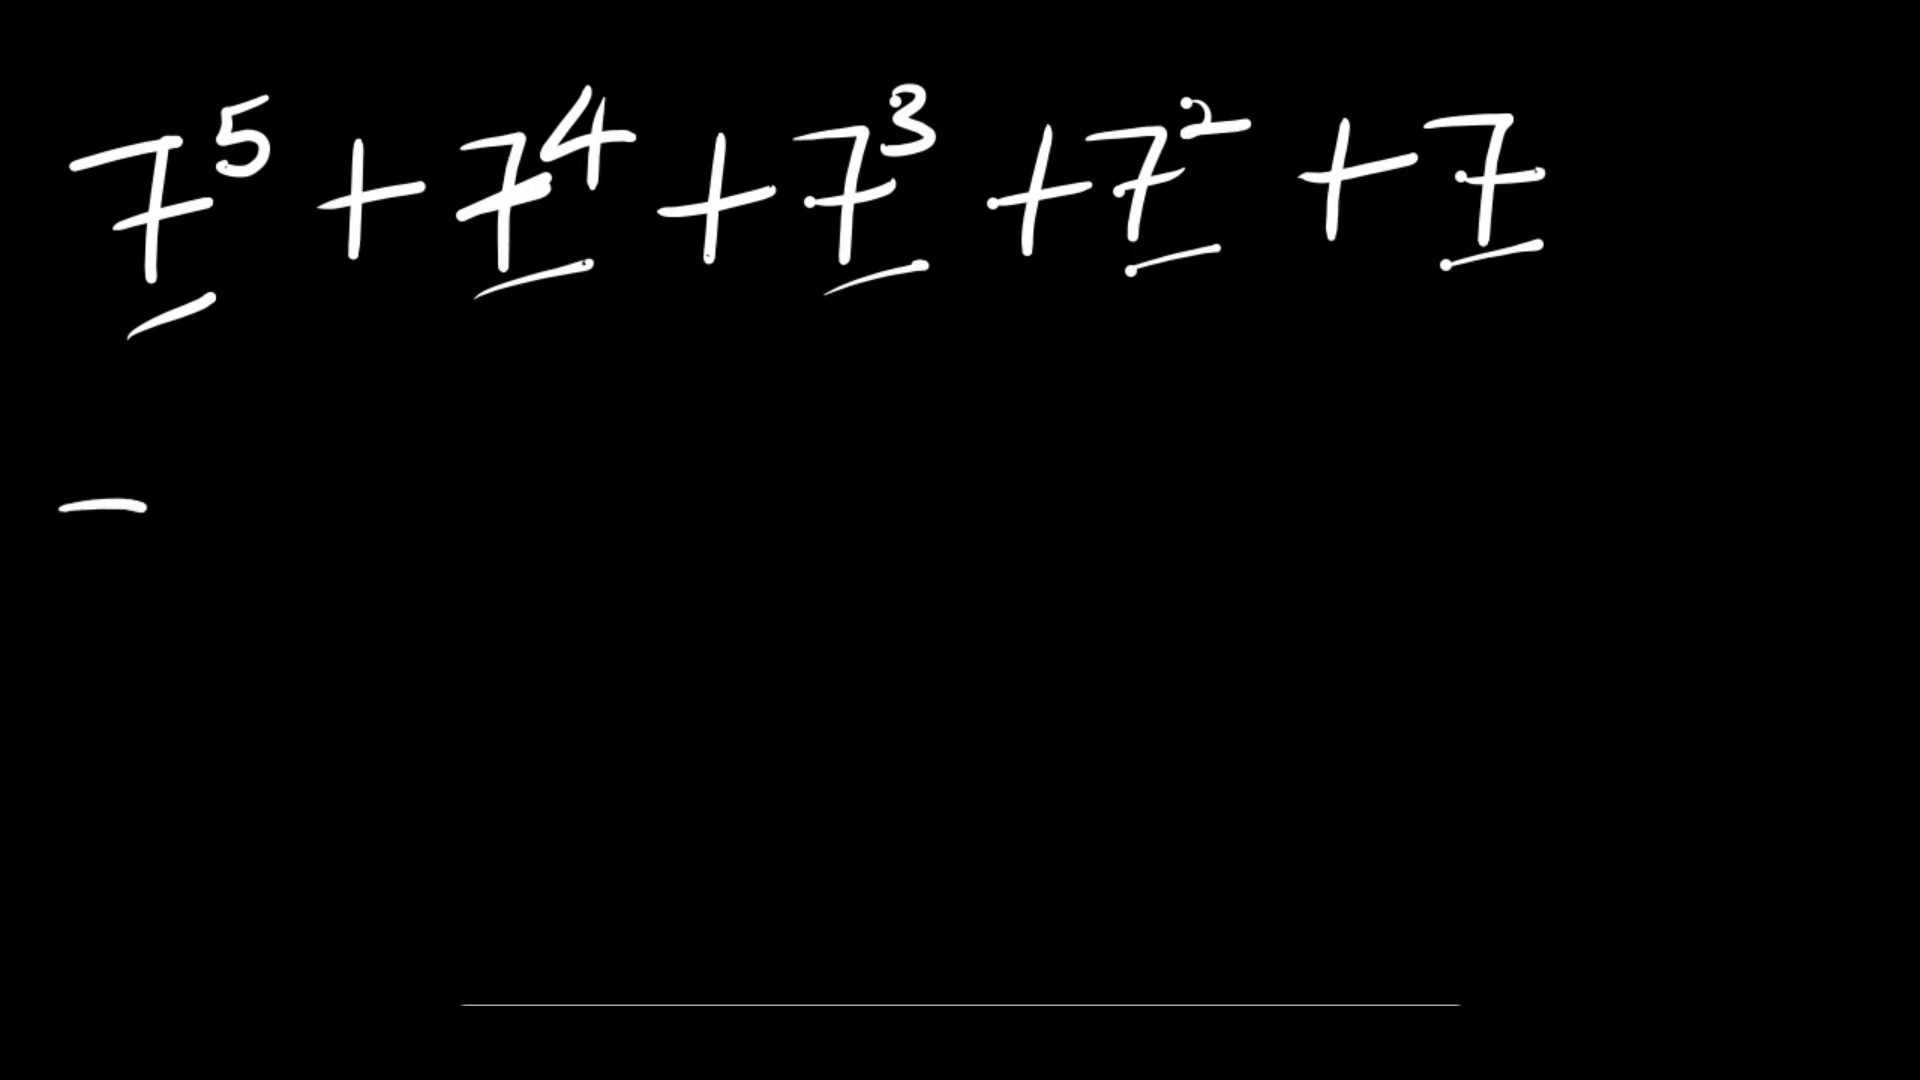 7⁵ + 7⁴ + 7³ + 7² + 7
–